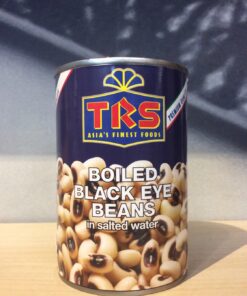 TRS
ASIA'S FINEST FOODS
BOILED
BLACK EYE
BEANS
in salted water